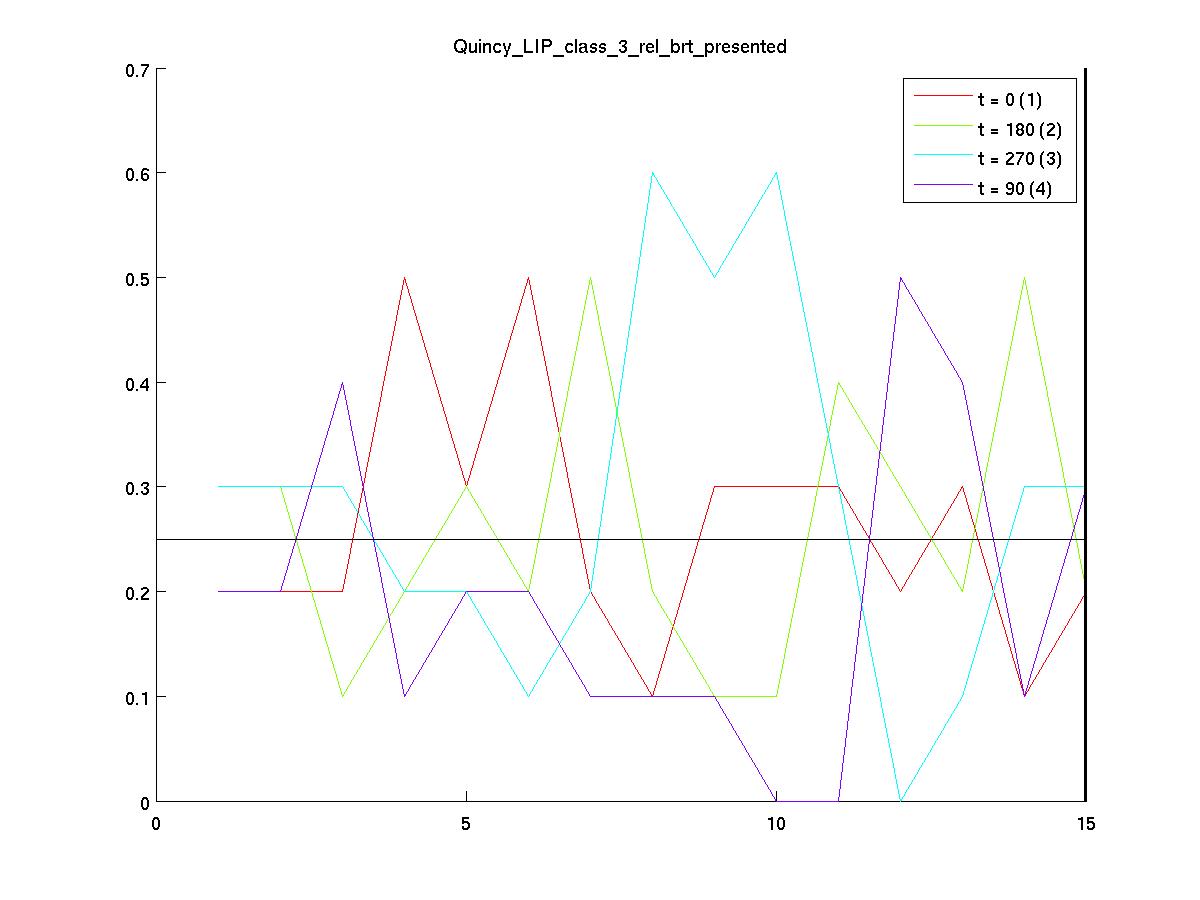 Quincy_LIP_class_3_rel_brt_presented
0.7
0.6
0.5
0.4
0.3
0.2
0.1
0
t = 0 (1)
t = 180 (2)
t = 270 (3)
t = 90 (4)
0 5 10 15